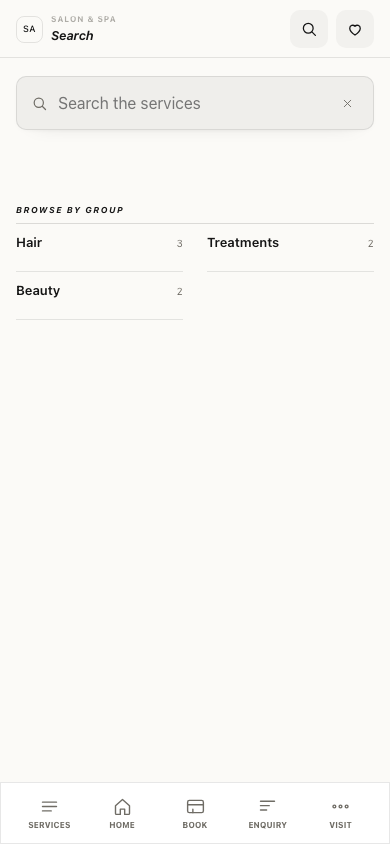 SA
SALON & SPA
Search
Search the services
BROWSE BY GROUP
Hair 3
Treatments 2
Beauty 2
SERVICES
HOME
BOOK
ENQUIRY
VISIT